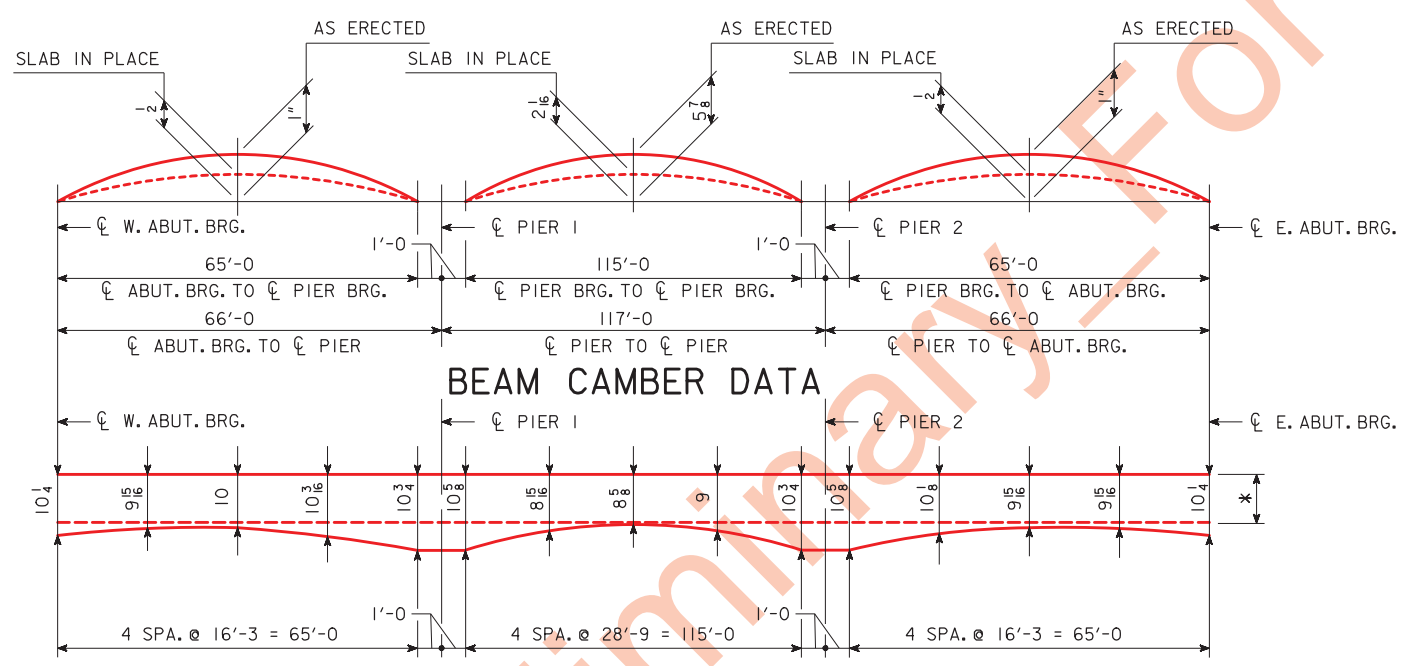 AS ERECTED AS ERECTED AS ERECTED
SLAB IN PLACE SLAB IN PLACE SLAB IN PLACE
1/2 1" 2 1/16 5 7/8 1/2 1"
℄ W. ABUT. BRG. ℄ PIER 1 ℄ PIER 2 ℄ E. ABUT. BRG.
1'-0 1'-0
65'-0 115'-0 65'-0
℄ ABUT. BRG. TO ℄ PIER BRG. ℄ PIER BRG. TO ℄ PIER BRG. ℄ PIER BRG. TO ℄ ABUT. BRG.
66'-0 117'-0 66'-0
℄ ABUT. BRG. TO ℄ PIER ℄ PIER TO ℄ PIER ℄ PIER TO ℄ ABUT. BRG.
BEAM CAMBER DATA
℄ W. ABUT. BRG. ℄ PIER 1 ℄ PIER 2 ℄ E. ABUT. BRG.
10 1/4 9 15/16 10 10 3/16 10 3/4 10 5/8 8 15/16 8 5/8 9 10 3/4 10 5/8 10 1/8 9 15/16 9 15/16 10 1/4 *
1'-0 1'-0
4 SPA. @ 16'-3 = 65'-0 4 SPA. @ 28'-9 = 115'-0 4 SPA. @ 16'-3 = 65'-0
iminary_For